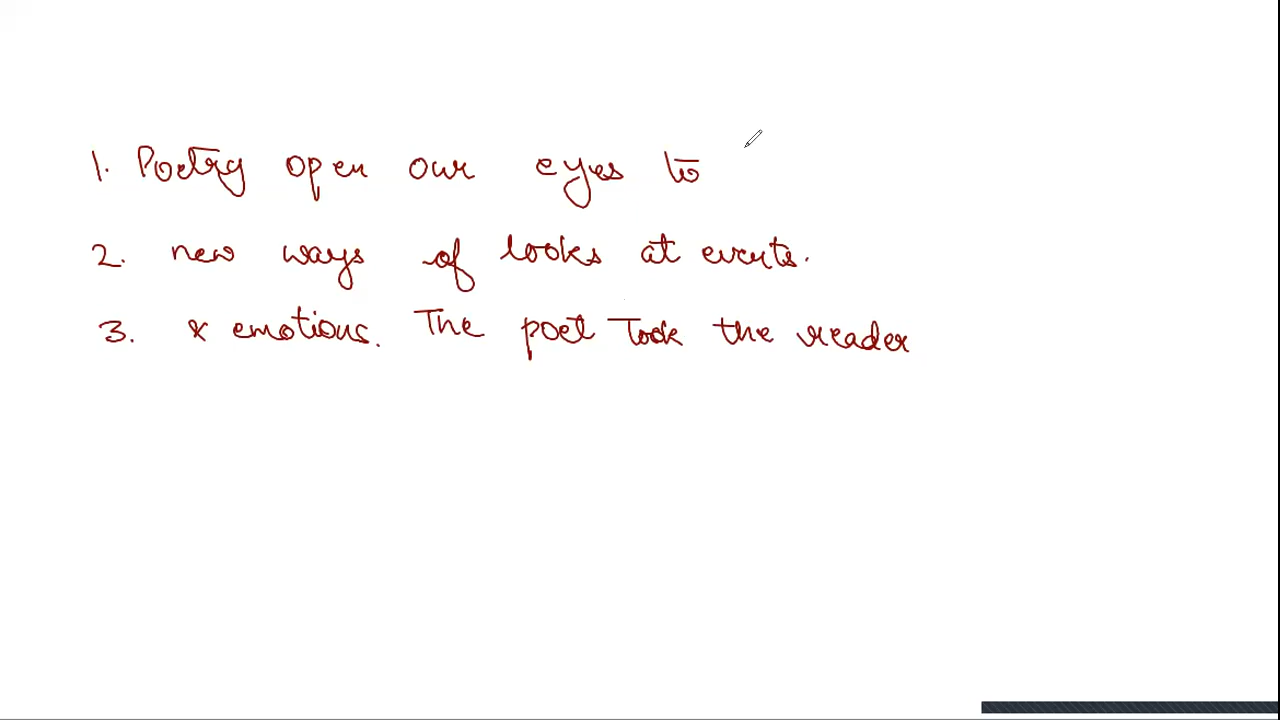 1. Poetry open our eyes to
2. new ways of looks at events.
3. & emotions. The poet Took the reader